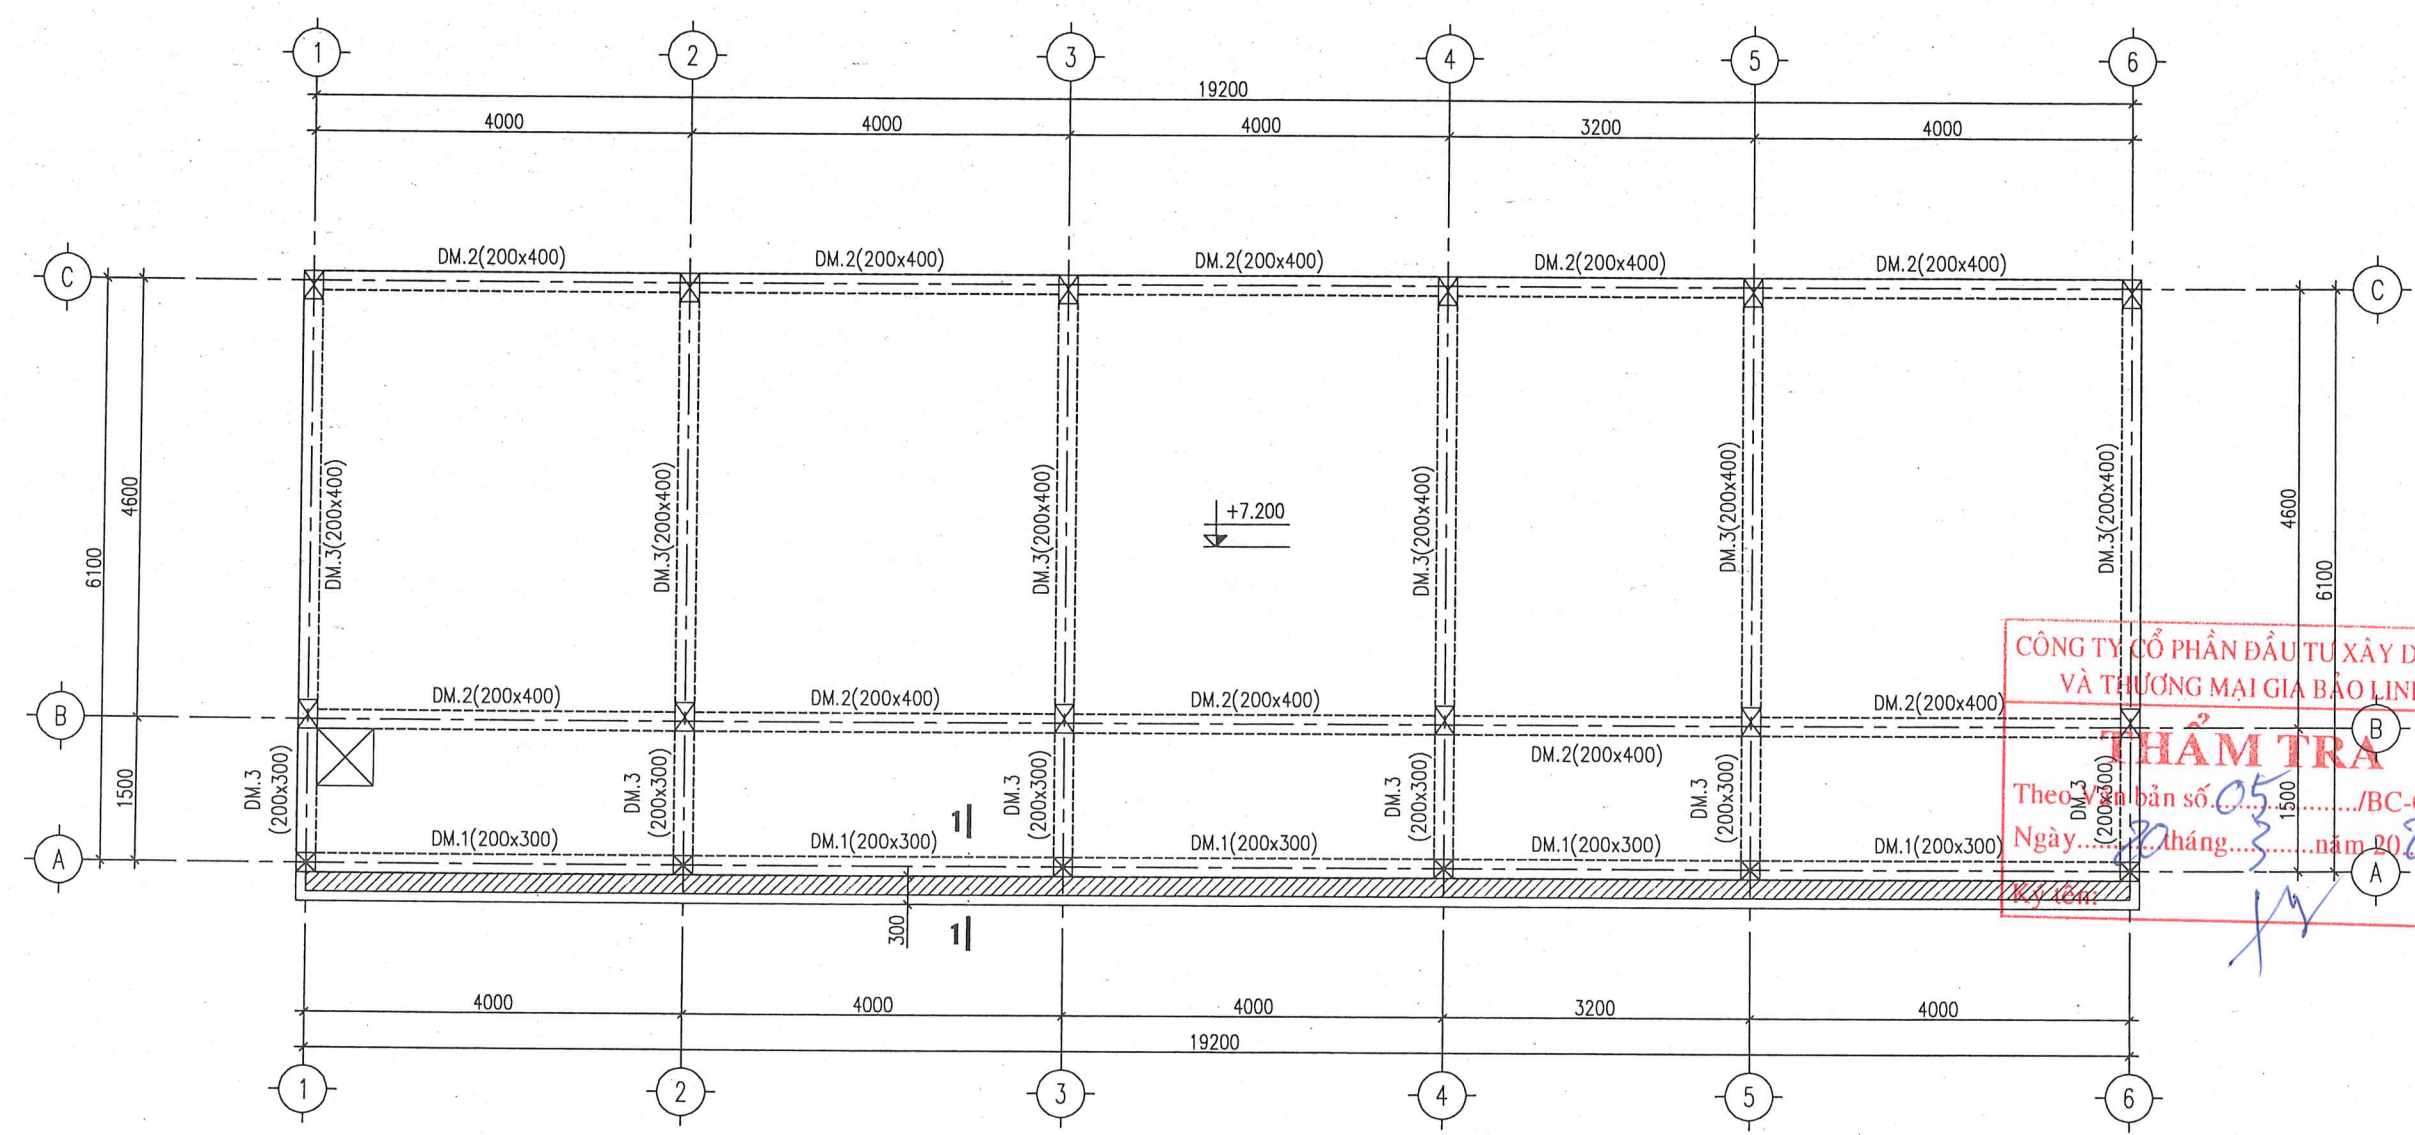 1 2 3 4 5 6
19200
4000 4000 4000 3200 4000
DM.2(200x400) DM.2(200x400) DM.2(200x400) DM.2(200x400) DM.2(200x400)
C C
DM.3(200x400) DM.3(200x400) DM.3(200x400) DM.3(200x400) DM.3(200x400) DM.3(200x400)
4600 4600
+7.200
6100 6100
CÔNG TY CỔ PHẦN ĐẦU TƯ XÂY D
VÀ THƯƠNG MẠI GIA BẢO LIN
DM.2(200x400) DM.2(200x400) DM.2(200x400) DM.2(200x400)
B B
THẨM TRA
DM.2(200x400)
1500 1500
DM.3 DM.3 DM.3 DM.3 DM.3 DM.3
(200x300) (200x300) (200x300) (200x300) (200x300) (200x300)
Theo Văn bản số 05 /BC-
Ngày 20 tháng 3 năm 20
1
DM.1(200x300) DM.1(200x300) DM.1(200x300) DM.1(200x300) DM.1(200x300)
A A
Ký tên:
300
1
4000 4000 4000 3200 4000
19200
1 2 3 4 5 6